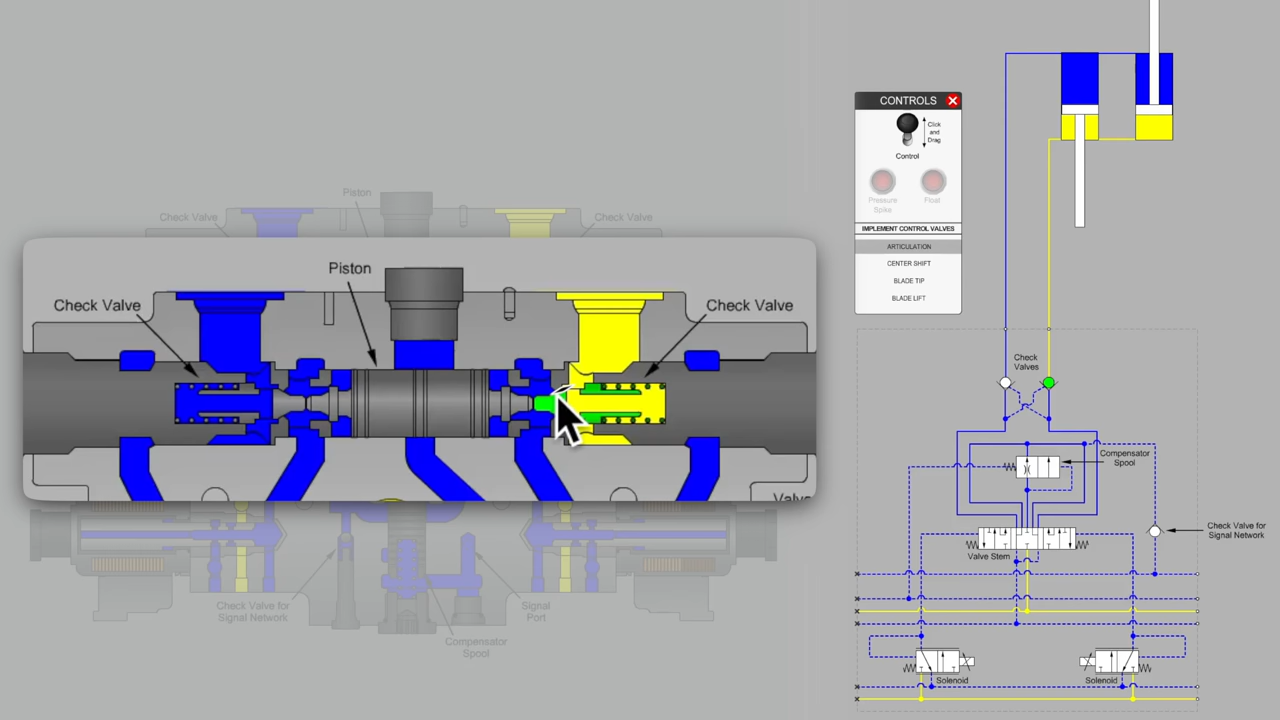 Piston
Check Valve
Check Valve
Piston
Check Valve
Check Valve
Valve
Check Valve for
Signal Network
Signal
Port
Compensator
Spool
CONTROLS
Click
and
Drag
Control
Pressure
Spike
Float
IMPLEMENT CONTROL VALVES
ARTICULATION
CENTER SHIFT
BLADE TIP
BLADE LIFT
Check
Valves
Compensator
Spool
Check Valve for
Signal Network
Valve Stem
Solenoid
Solenoid